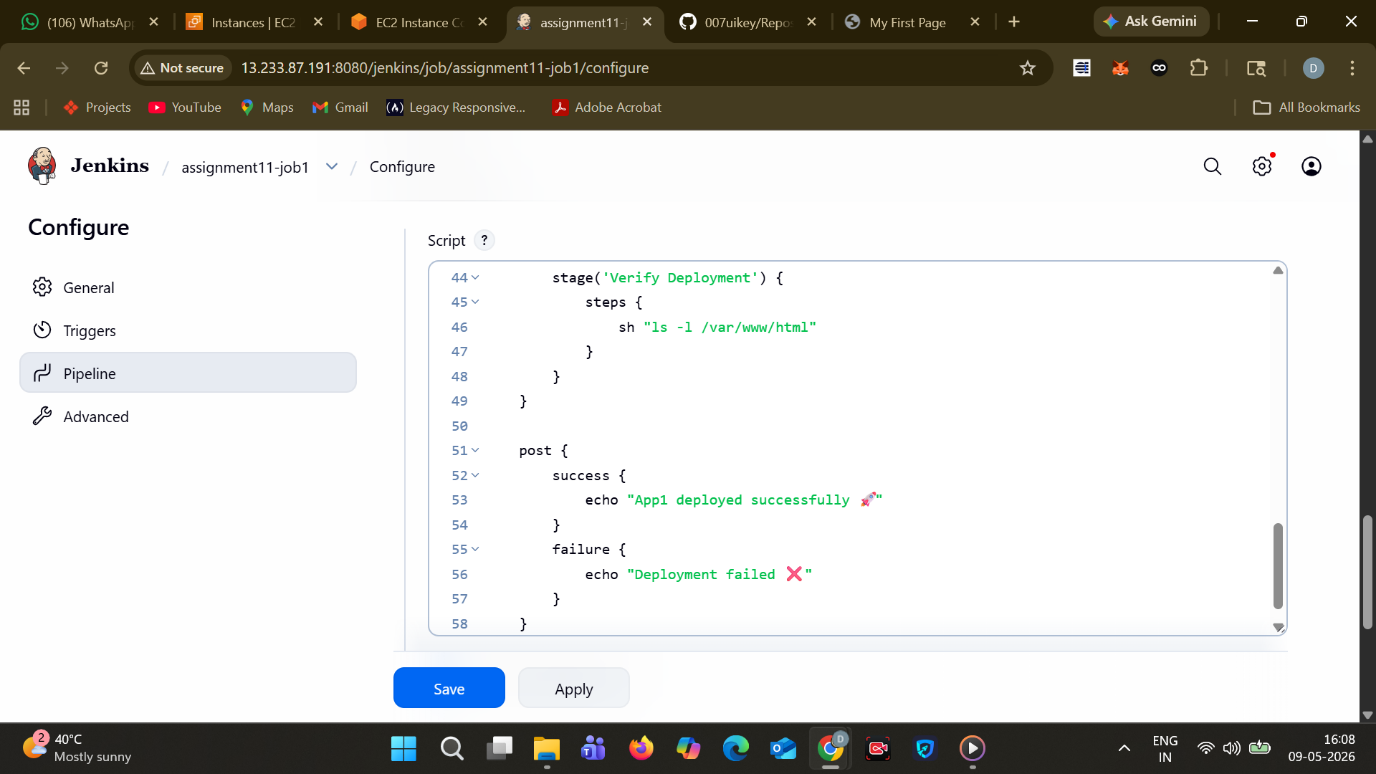 (106) WhatsApp
Instances | EC2
EC2 Instance Co
assignment11-j
007uikey/Repos
My First Page
Ask Gemini
Not secure
13.233.87.191:8080/jenkins/job/assignment11-job1/configure
D
Projects
YouTube
Maps
Gmail
Legacy Responsive...
Adobe Acrobat
All Bookmarks
Jenkins / assignment11-job1 / Configure
Configure
General
Triggers
Pipeline
Advanced
Script ?
44 stage('Verify Deployment') {
45 steps {
46 sh "ls -l /var/www/html"
47 }
48 }
49 }
50
51 post {
52 success {
53 echo "App1 deployed successfully 🚀"
54 }
55 failure {
56 echo "Deployment failed ❌"
57 }
58 }
Save
Apply
2
40°C
Mostly sunny
D
ENG
IN
16:08
09-05-2026